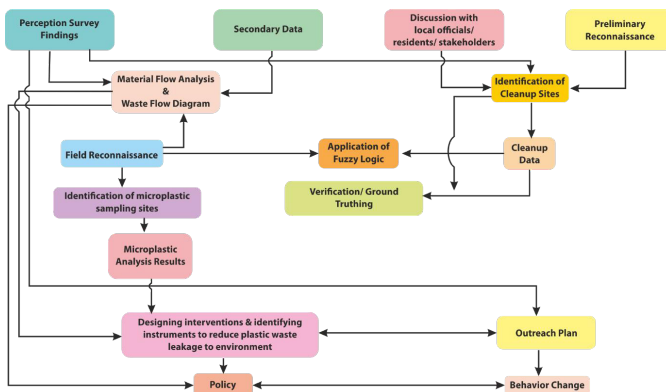 Perception Survey
Findings
Secondary Data
Discussion with
local officials/
residents/ stakeholders
Preliminary
Reconnaissance
Material Flow Analysis
&
Waste Flow Diagram
Identification of
Cleanup Sites
Field Reconnaissance
Application of
Fuzzy Logic
Cleanup
Data
Identification of microplastic
sampling sites
Verification/ Ground
Truthing
Microplastic
Analysis Results
Designing interventions & identifying
instruments to reduce plastic waste
leakage to environment
Outreach Plan
Policy
Behavior Change